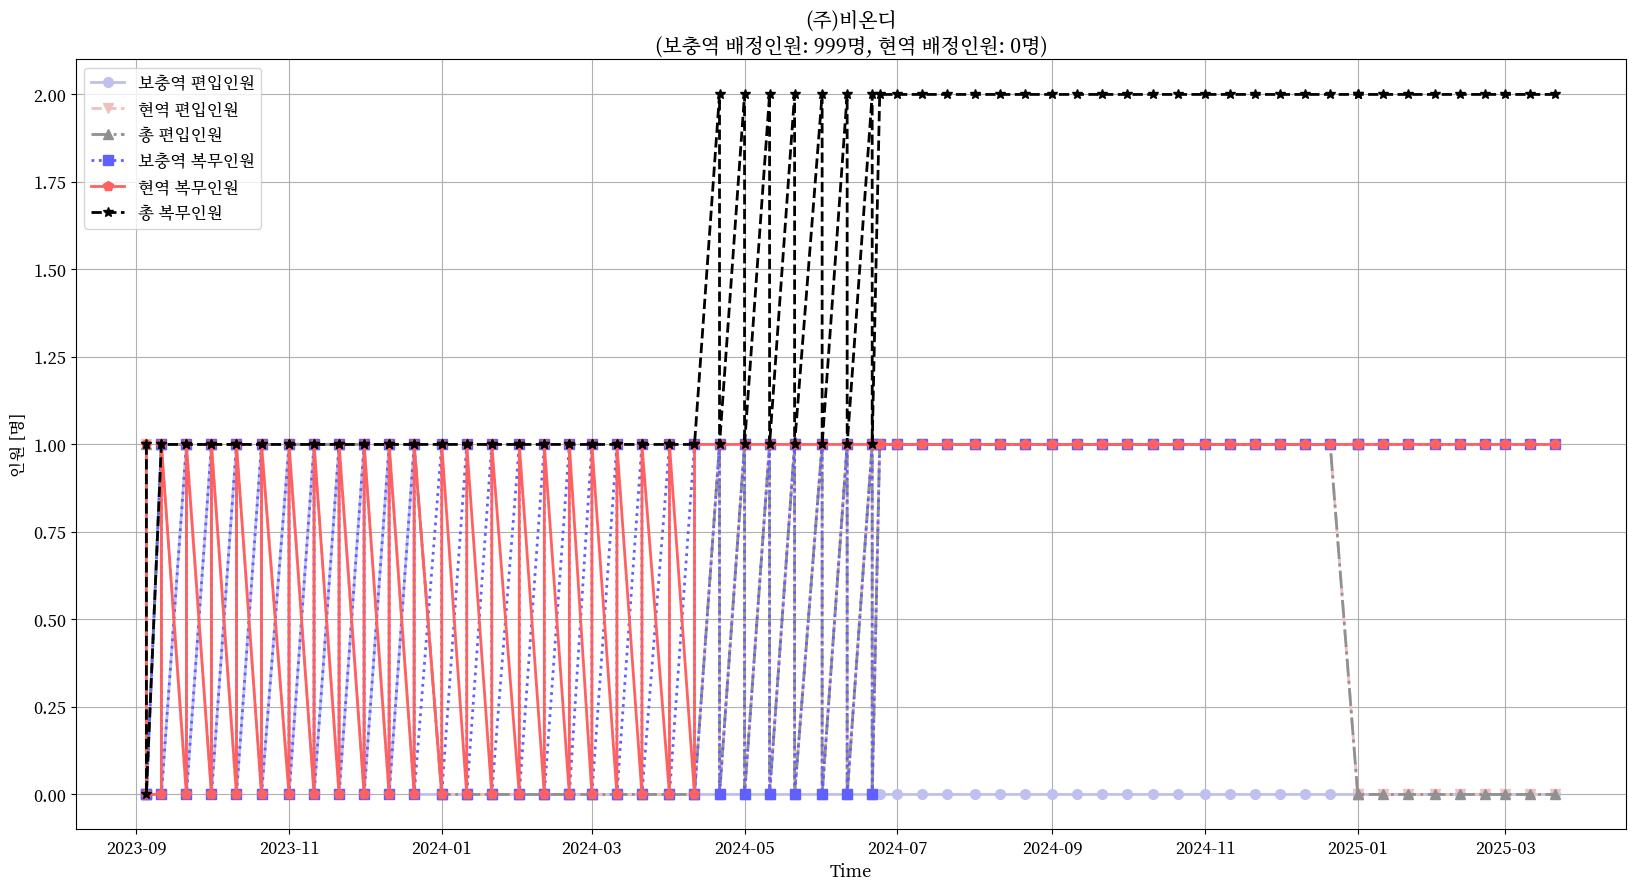 (주)비온디
(보충역 배정인원: 999명, 현역 배정인원: 0명)
보충역 편입인원
현역 편입인원
총 편입인원
보충역 복무인원
현역 복무인원
총 복무인원
2.00
1.75
1.50
1.25
1.00
0.75
0.50
0.25
0.00
인원 [명]
2023-09
2023-11
2024-01
2024-03
2024-05
2024-07
2024-09
2024-11
2025-01
2025-03
Time